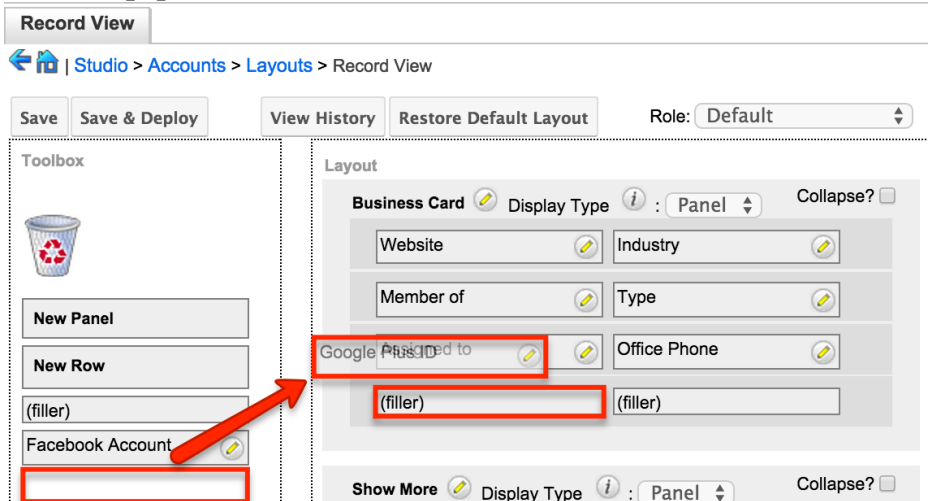 Record View
| Studio > Accounts > Layouts > Record View
Save Save & Deploy View History Restore Default Layout Role: Default
Toolbox
Layout
Business Card Display Type i : Panel Collapse?
Website Industry
Member of Type
New Panel
Google Plus ID Assigned to Office Phone
New Row
(filler) (filler)
(filler)
Facebook Account
Show More Display Type i : Panel Collapse?